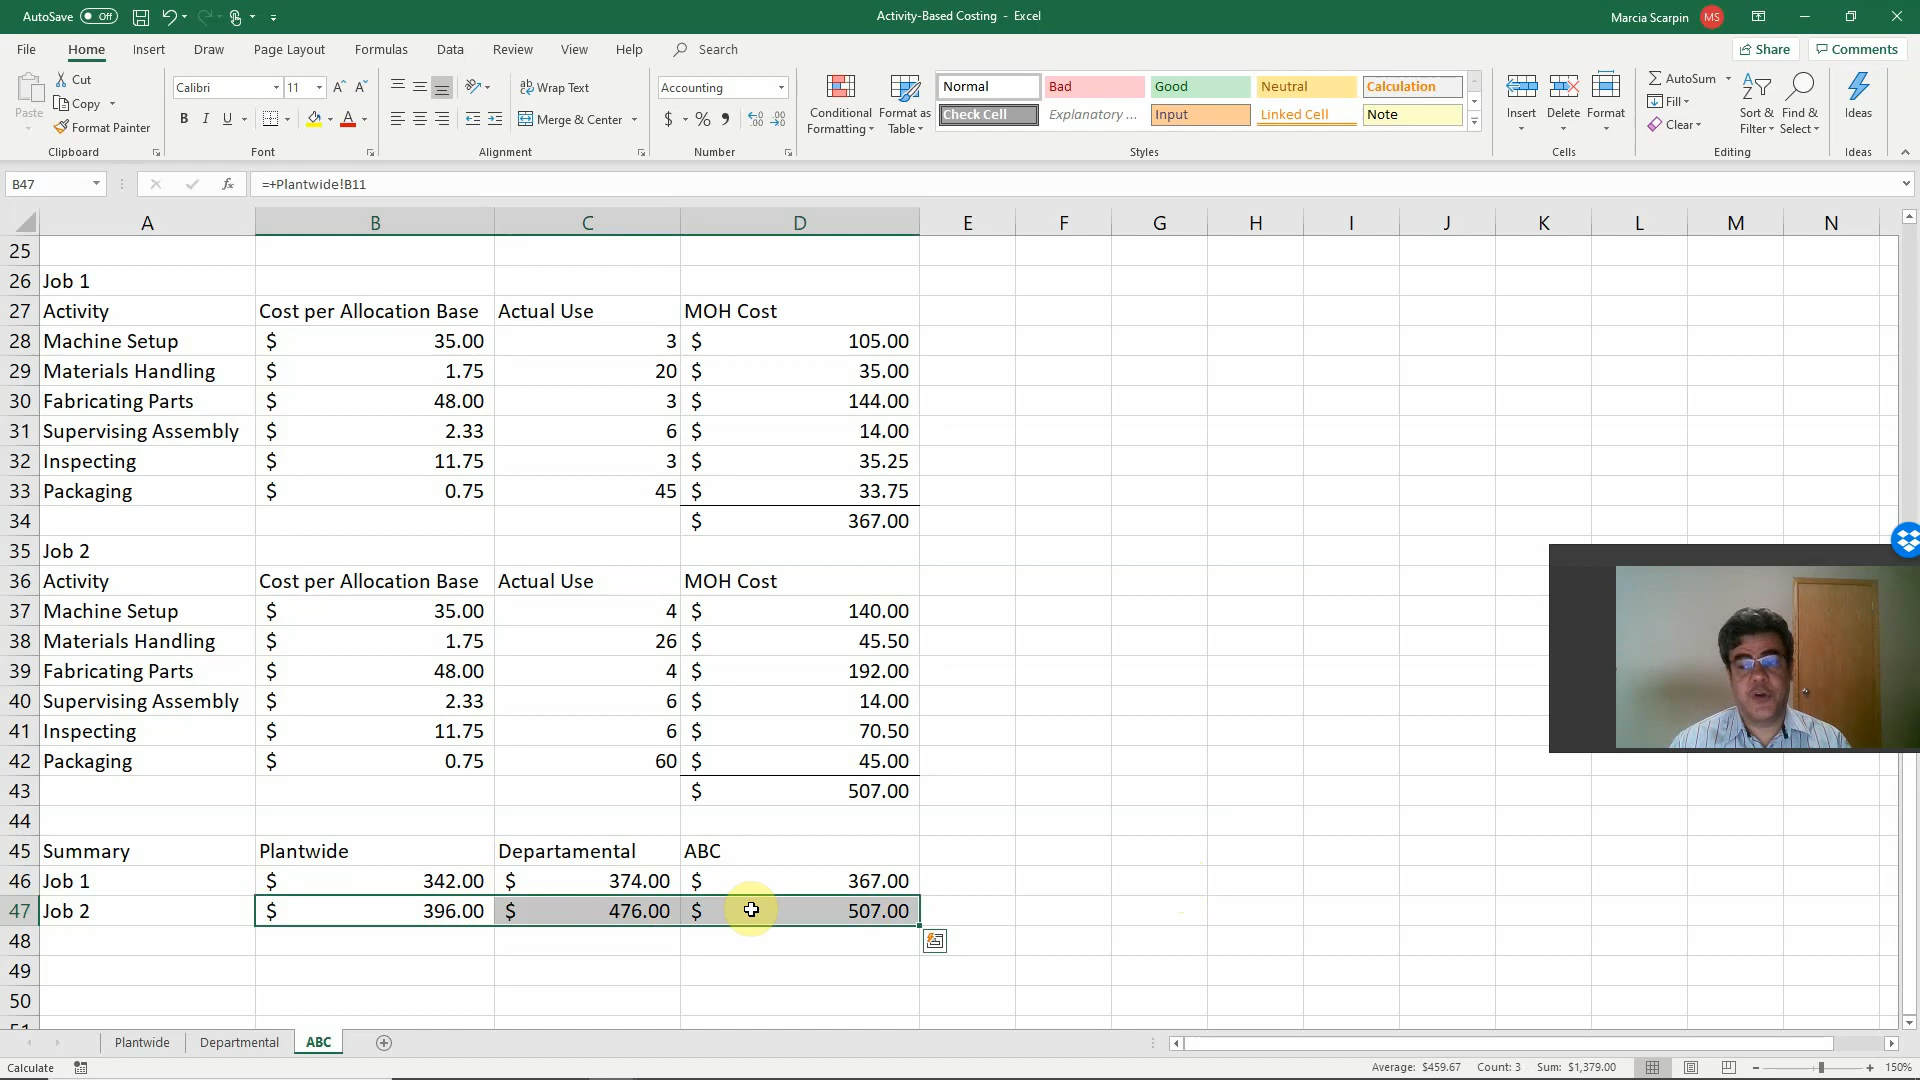 AutoSave Off Activity-Based Costing - Excel Marcia Scarpin MS
File Home Insert Draw Page Layout Formulas Data Review View Help Search Share Comments
Paste Cut Copy Format Painter Clipboard
Calibri 11 A A B I U A Font
Wrap Text Merge & Center Alignment
Accounting $ % , Number
Conditional Formatting Format as Table Normal Bad Good Neutral Calculation
Check Cell Explanatory ... Input Linked Cell Note Styles
Insert Delete Format Cells
AutoSum Fill Clear Sort & Filter Find & Select Editing
Ideas Ideas
B47 fx =+Plantwide!B11
A B C D E F G H I J K L M N
25
26 Job 1
27 Activity Cost per Allocation Base Actual Use MOH Cost
28 Machine Setup $ 35.00 3 $ 105.00
29 Materials Handling $ 1.75 20 $ 35.00
30 Fabricating Parts $ 48.00 3 $ 144.00
31 Supervising Assembly $ 2.33 6 $ 14.00
32 Inspecting $ 11.75 3 $ 35.25
33 Packaging $ 0.75 45 $ 33.75
34 $ 367.00
35 Job 2
36 Activity Cost per Allocation Base Actual Use MOH Cost
37 Machine Setup $ 35.00 4 $ 140.00
38 Materials Handling $ 1.75 26 $ 45.50
39 Fabricating Parts $ 48.00 4 $ 192.00
40 Supervising Assembly $ 2.33 6 $ 14.00
41 Inspecting $ 11.75 6 $ 70.50
42 Packaging $ 0.75 60 $ 45.00
43 $ 507.00
44
45 Summary Plantwide Departamental ABC
46 Job 1 $ 342.00 $ 374.00 $ 367.00
47 Job 2 $ 396.00 $ 476.00 $ 507.00
48
49
50
51
Plantwide Departmental ABC
Calculate Average: $459.67 Count: 3 Sum: $1,379.00 150%